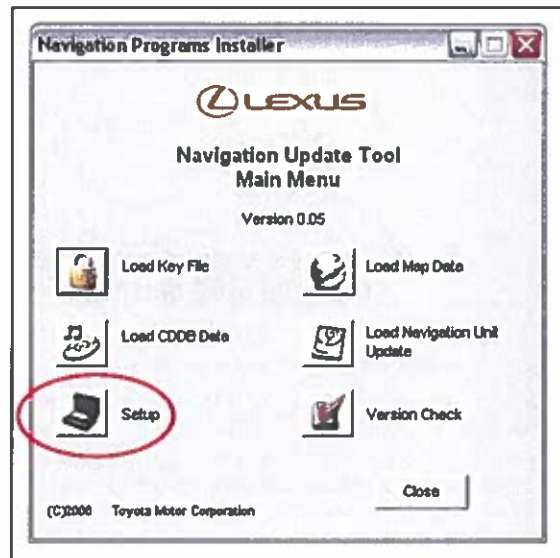 Navigation Programs Installer
LEXUS
Navigation Update Tool
Main Menu
Version 0.05
Load Key File
Load Map Data
Load CDDB Data
Load Navigation Unit
Update
Setup
Version Check
Close
(C)2006 Toyota Motor Corporation